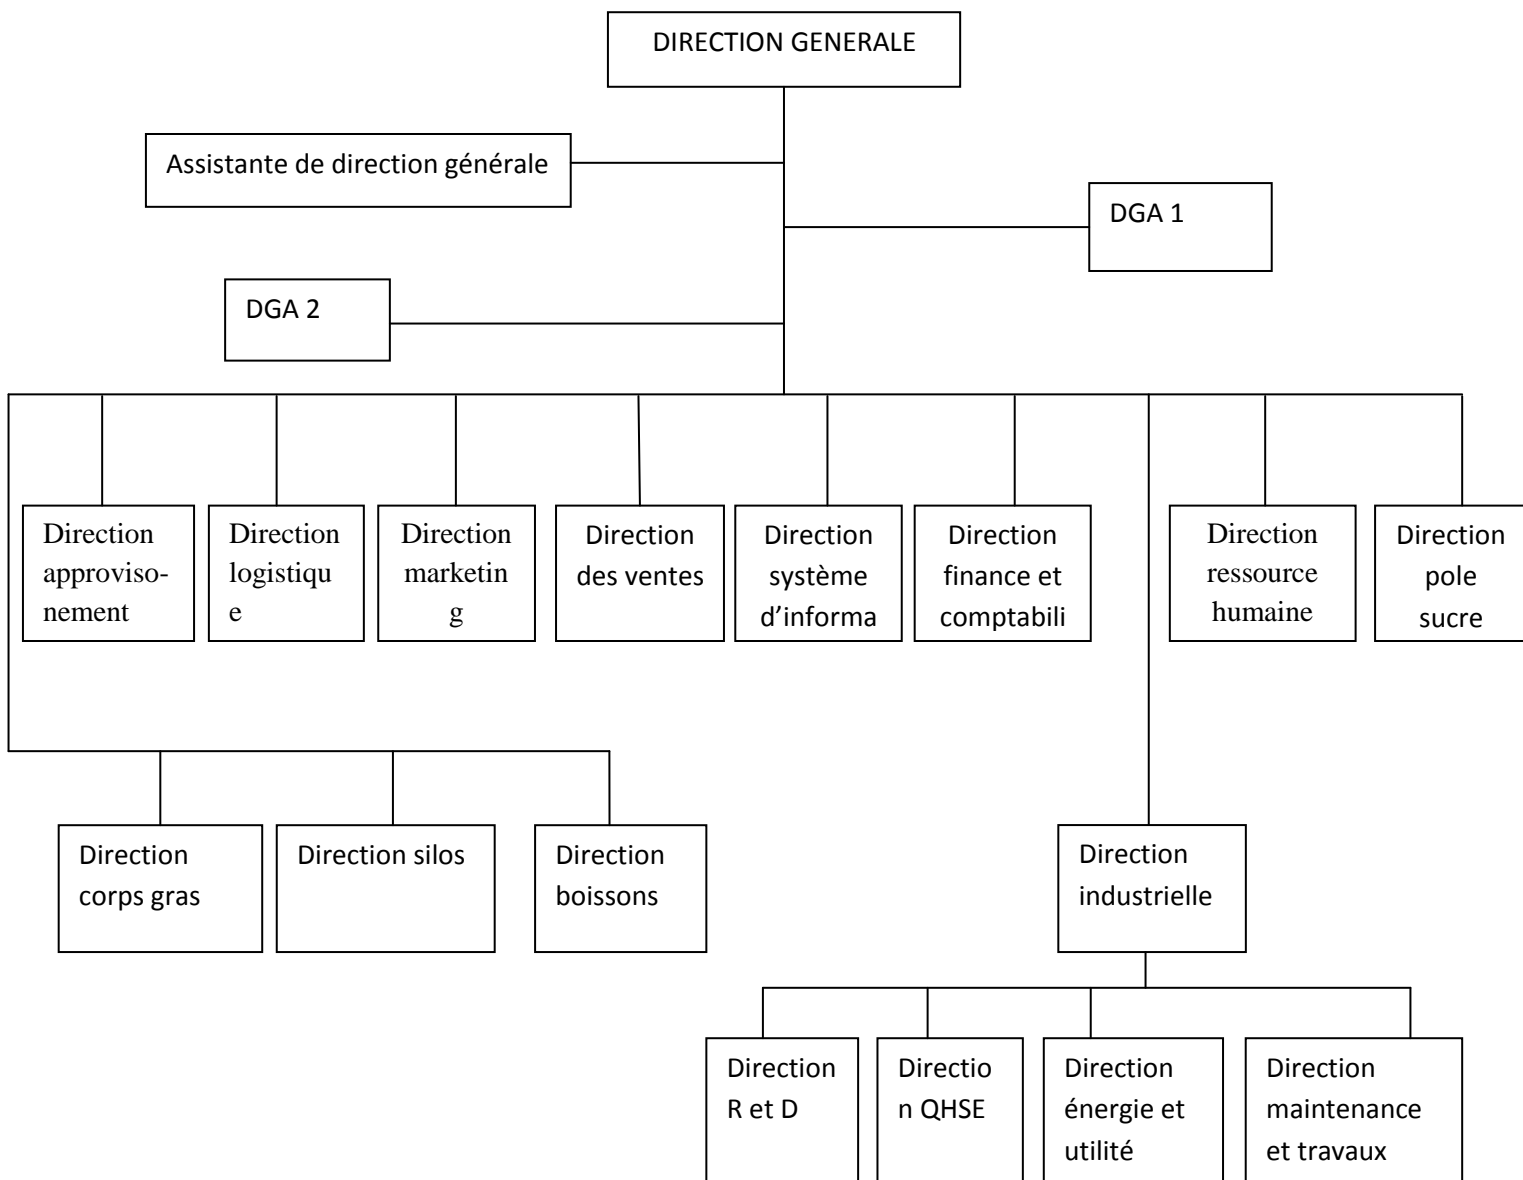 DIRECTION GENERALE
Assistante de direction générale
DGA 1
DGA 2
Direction
approviso-
nement
Direction
logistiqu
e
Direction
marketin
g
Direction
des ventes
Direction
système
d’informa
Direction
finance et
comptabili
Direction
ressource
humaine
Direction
pole
sucre
Direction
corps gras
Direction silos
Direction
boissons
Direction
industrielle
Direction
R et D
Directio
n QHSE
Direction
énergie et
utilité
Direction
maintenance
et travaux